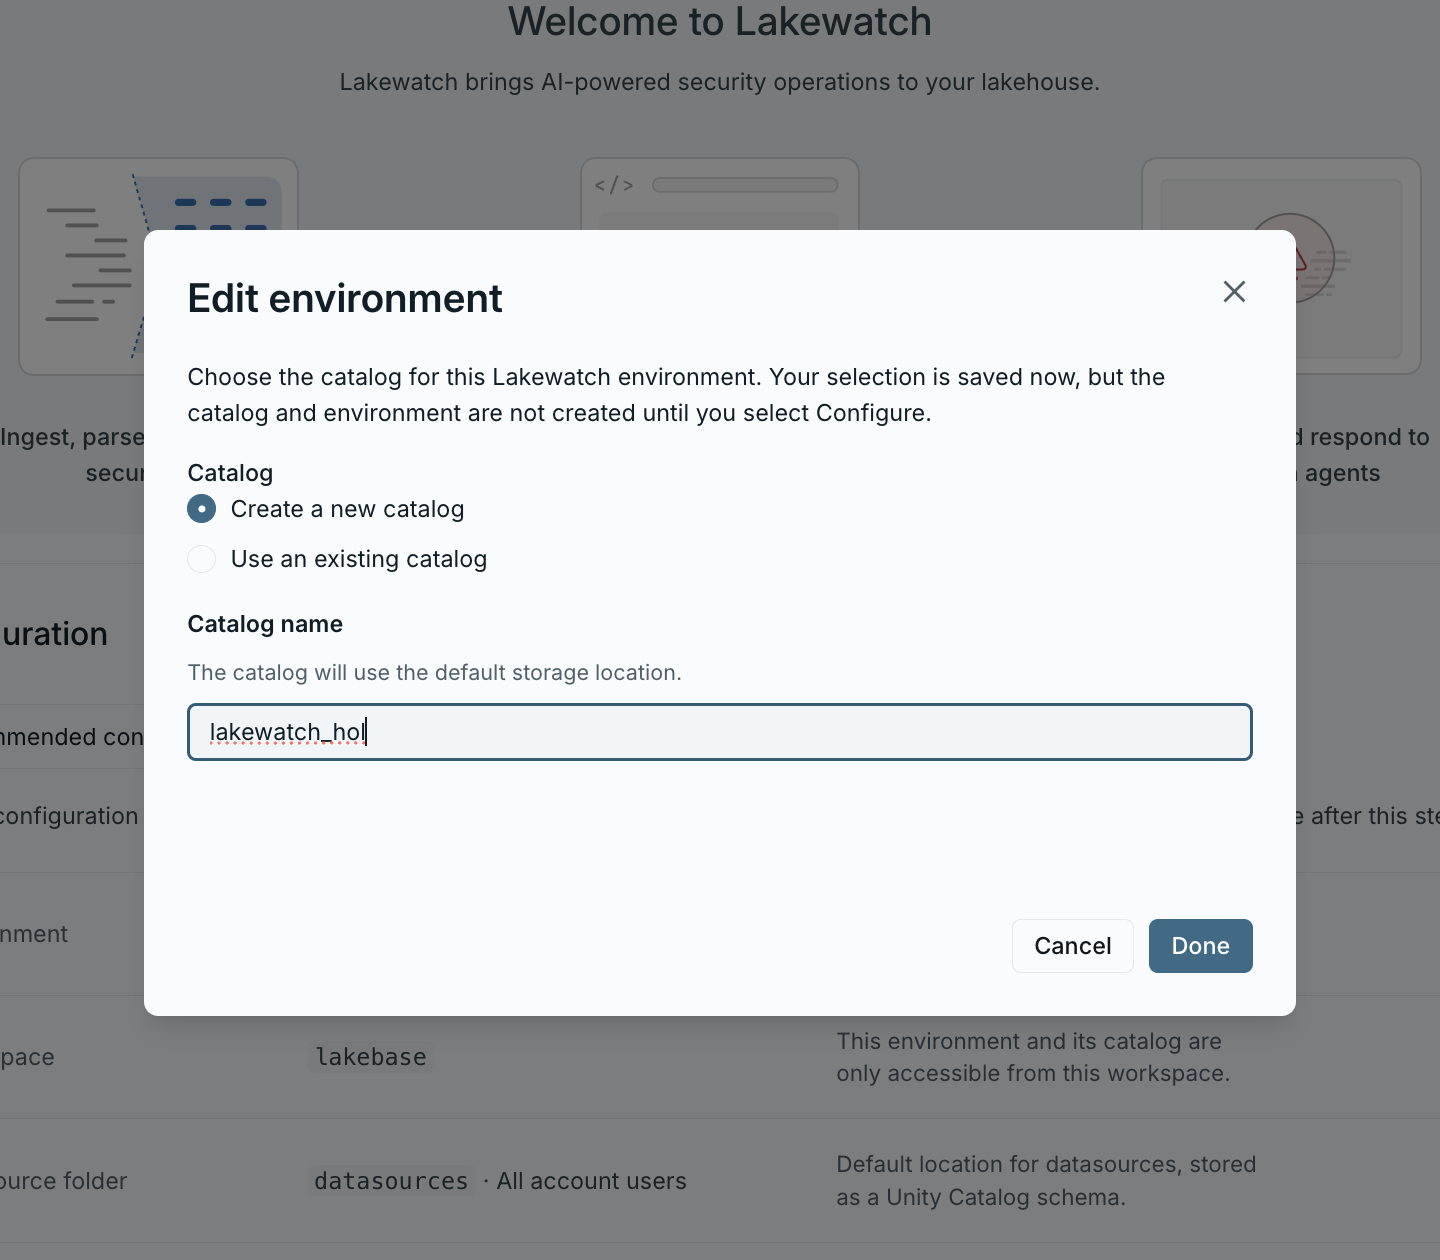 Welcome to Lakewatch
Lakewatch brings AI-powered security operations to your lakehouse.
</>
Edit environment
Choose the catalog for this Lakewatch environment. Your selection is saved now, but the
catalog and environment are not created until you select Configure.
Catalog
Create a new catalog
Use an existing catalog
Catalog name
The catalog will use the default storage location.
lakewatch_hol
Cancel
Done
Ingest, parse
respond to
agents
uration
configuration
after this
nment
pace
lakebase
This environment and its catalog are
only accessible from this workspace.
ource folder
datasources · All account users
Default location for datasources, stored
as a Unity Catalog schema.